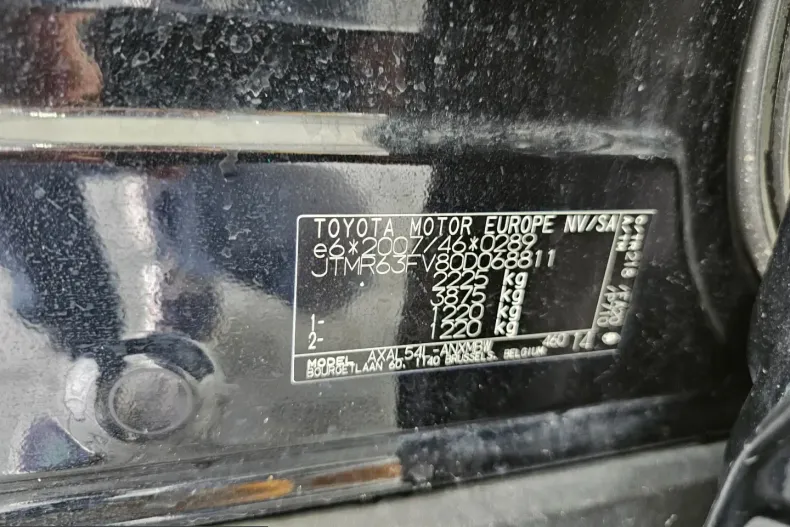 TOYOTA MOTOR EUROPE NV/SA
e6*2007/46*0289
JTMR63FV80D068811
2225 kg
3875 kg
1- 1220 kg
2- 1220 kg
MODEL AXAL54L-ANXMBW 460 14
BOURGETLAAN 60, 1140 BRUSSELS, BELGIUM